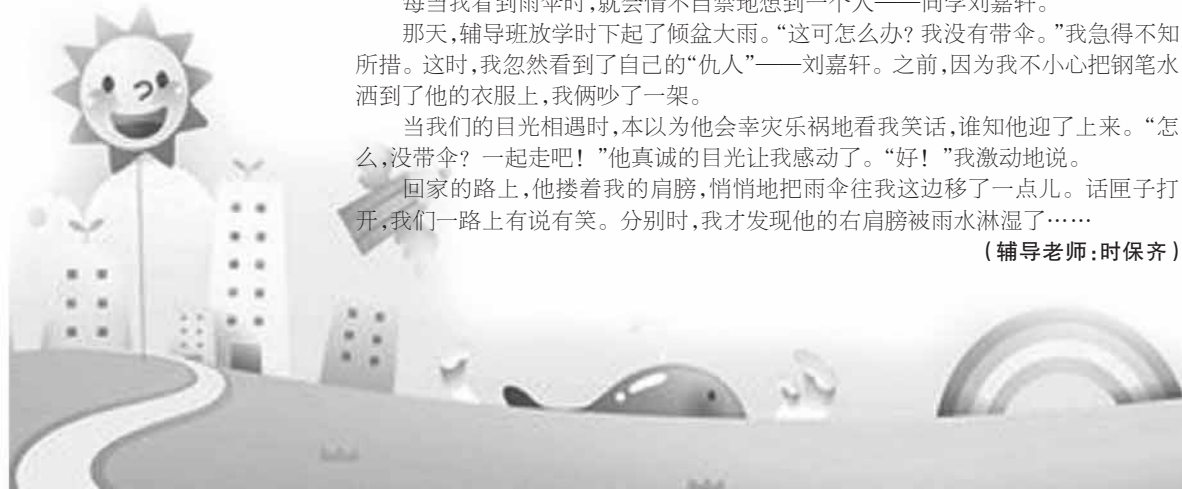 每当我看到雨伞时,就会情不自禁地想到一个人——同学刘嘉轩。
那天,辅导班放学时下起了倾盆大雨。“这可怎么办? 我没有带伞。”我急得不知
所措。这时,我忽然看到了自己的“仇人”——刘嘉轩。之前,因为我不小心把钢笔水
洒到了他的衣服上,我俩吵了一架。
当我们的目光相遇时,本以为他会幸灾乐祸地看我笑话,谁知他迎了上来。“怎
么,没带伞? 一起走吧! ”他真诚的目光让我感动了。“好! ”我激动地说。
回家的路上,他搂着我的肩膀,悄悄地把雨伞往我这边移了一点儿。话匣子打
开,我们一路上有说有笑。分别时,我才发现他的右肩膀被雨水淋湿了……
(辅导老师:时保齐)